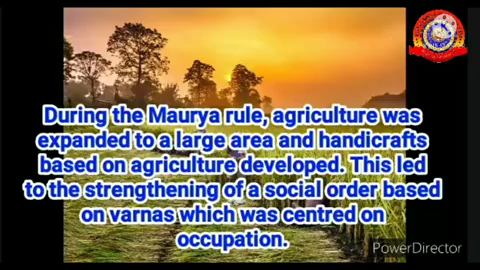 During the Maurya rule, agriculture was
expanded to a large area and handicrafts
based on agriculture developed. This led
to the strengthening of a social order based
on varnas which was centred on
occupation.
PowerDirector